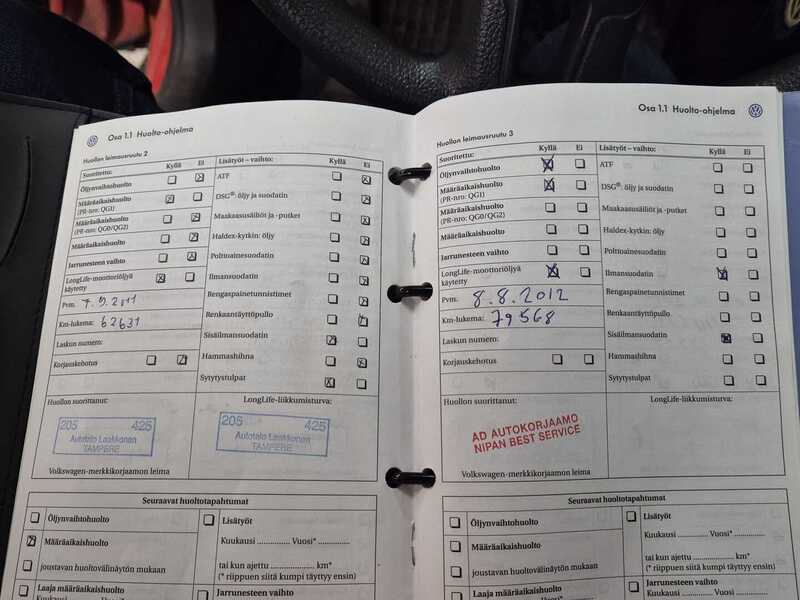 Osa 1.1 Huolto-ohjelma
Huollon leimausruutu 2
Suoritettu: Kyllä Ei
Öljynvaihtohuolto
Määräaikaishuolto
(PR-nro: QG1)
Määräaikaishuolto
(PR-nro: QG0/QG2)
Määräaikaishuolto
Jarrunesteen vaihto
LongLife-moottoriöljyä
käytetty
Pvm. 7.9.2011
Km-lukema: 62631
Laskun numero:
Korjauskehotus
Lisätyöt – vaihto: Kyllä Ei
ATF
DSG®: öljy ja suodatin
Maakaasusäiliöt ja -putket
Haldex-kytkin: öljy
Polttoainesuodatin
Ilmansuodatin
Rengaspainetunnistimet
Renkaantäyttöpullo
Sisäilmansuodatin
Hammashihna
Sytytystulpat
Huollon suorittanut:
205 425
Autotalo Laakkonen
TAMPERE
Volkswagen-merkkikorjaamon leima
LongLife-liikkumisturva:
205 425
Autotalo Laakkonen
TAMPERE
Seuraavat huoltotapahtumat
Öljynvaihtohuolto
Määräaikaishuolto
joustavan huoltovälinäytön mukaan
Laaja määräaikaishuolto
Kuukausi Vuosi*
Lisätyöt
Kuukausi Vuosi*
tai kun ajettu km*
(* riippuen siitä kumpi täyttyy ensin)
Jarrunesteen vaihto
Osa 1.1 Huolto-ohjelma
Huollon leimausruutu 3
Suoritettu: Kyllä Ei
Öljynvaihtohuolto
Määräaikaishuolto
(PR-nro: QG1)
Määräaikaishuolto
(PR-nro: QG0/QG2)
Määräaikaishuolto
Jarrunesteen vaihto
LongLife-moottoriöljyä
käytetty
Pvm. 8.8.2012
Km-lukema: 79568
Laskun numero:
Korjauskehotus
Lisätyöt – vaihto: Kyllä Ei
ATF
DSG®: öljy ja suodatin
Maakaasusäiliöt ja -putket
Haldex-kytkin: öljy
Polttoainesuodatin
Ilmansuodatin
Rengaspainetunnistimet
Renkaantäyttöpullo
Sisäilmansuodatin
Hammashihna
Sytytystulpat
Huollon suorittanut:
AD AUTOKORJAAMO
NIPAN BEST SERVICE
Volkswagen-merkkikorjaamon leima
LongLife-liikkumisturva:
Seuraavat huoltotapahtumat
Öljynvaihtohuolto
Määräaikaishuolto
joustavan huoltovälinäytön mukaan
Laaja määräaikaishuolto
Lisätyöt
Kuukausi Vuosi*
tai kun ajettu km*
(* riippuen siitä kumpi täyttyy ensin)
Jarrunesteen vaihto
Kuukausi Vuosi*